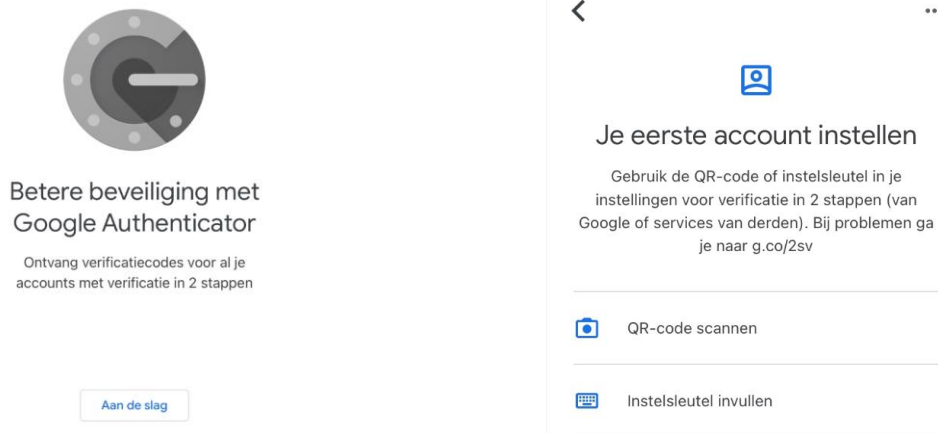 Betere beveiliging met
Google Authenticator
Ontvang verificatiecodes voor al je
accounts met verificatie in 2 stappen
Aan de slag
Je eerste account instellen
Gebruik de QR-code of instelsleutel in je
instellingen voor verificatie in 2 stappen (van
Google of services van derden). Bij problemen ga
je naar g.co/2sv
QR-code scannen
Instelsleutel invullen